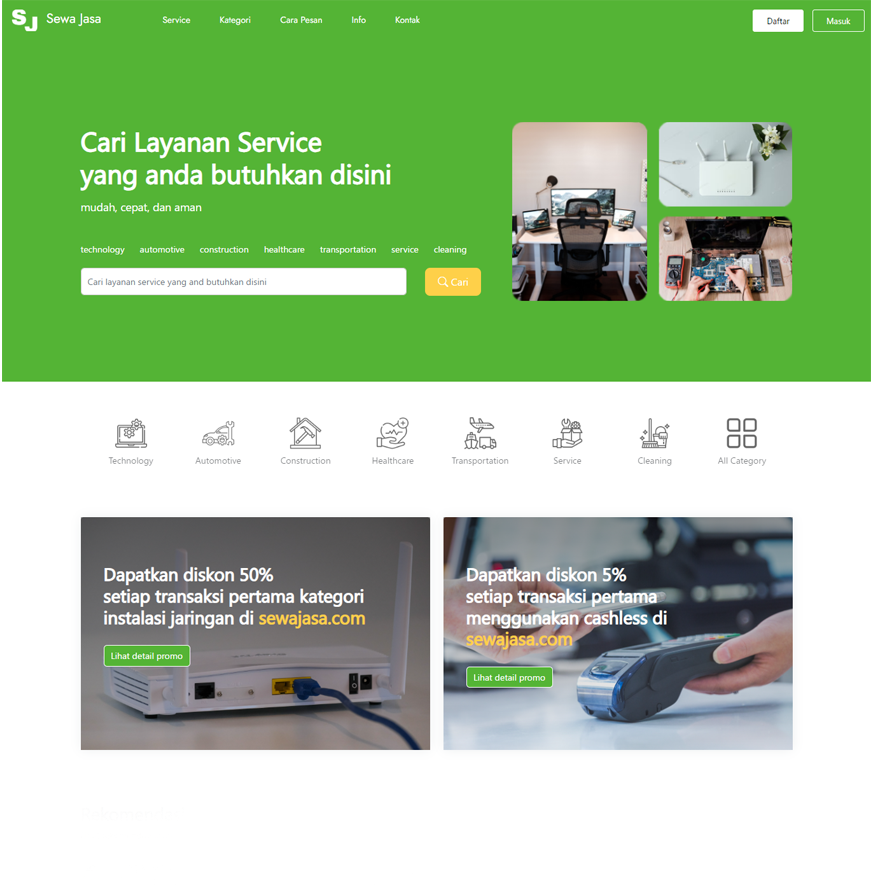 SJ Sewa Jasa Service Kategori Cara Pesan Info Kontak Daftar Masuk
Cari Layanan Service
yang anda butuhkan disini
mudah, cepat, dan aman
technology automotive construction healthcare transportation service cleaning
Cari layanan service yang and butuhkan disini Cari
Technology Automotive Construction Healthcare Transportation Service Cleaning All Category
Dapatkan diskon 50%
setiap transaksi pertama kategori
instalasi jaringan di sewajasa.com
Lihat detail promo
Dapatkan diskon 5%
setiap transaksi pertama
menggunakan cashless di
sewajasa.com
Lihat detail promo